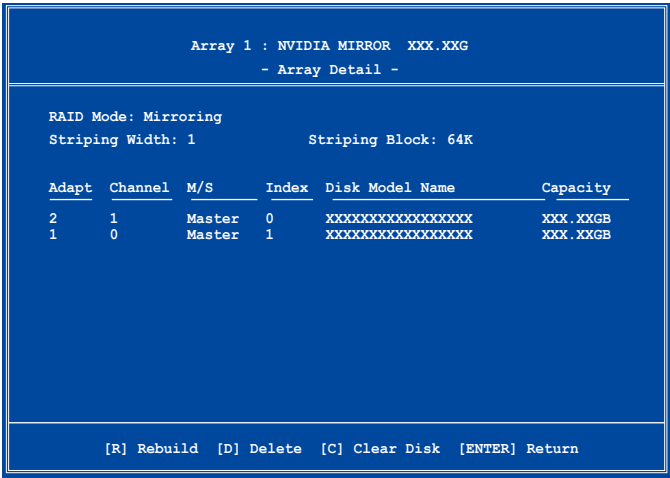 Array 1 : NVIDIA MIRROR  XXX.XXG
- Array Detail -
RAID Mode: Mirroring
Striping Width: 1    Striping Block: 64K
Adapt  Channel  M/S  Index  Disk Model Name  Capacity
2  1  Master  0  XXXXXXXXXXXXXXXXX  XXX.XXGB
1  0  Master  1  XXXXXXXXXXXXXXXXX  XXX.XXGB
[R] Rebuild  [D] Delete  [C] Clear Disk  [ENTER] Return